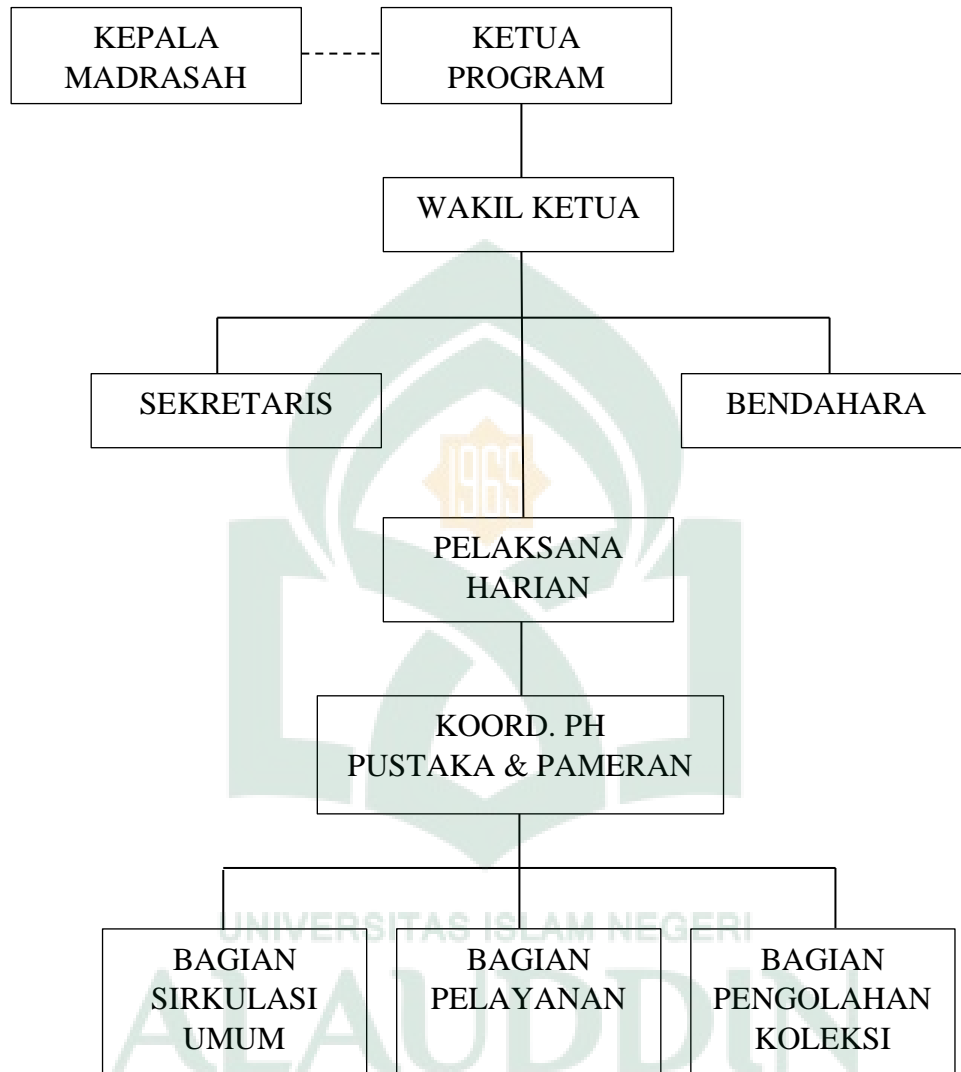 KEPALA
MADRASAH
KETUA
PROGRAM
WAKIL KETUA
SEKRETARIS
BENDAHARA
1969
PELAKSANA
HARIAN
KOORD. PH
PUSTAKA & PAMERAN
UNIVERSITAS ISLAM NEGERI
ALAUDDIN
BAGIAN
SIRKULASI
UMUM
BAGIAN
PELAYANAN
BAGIAN
PENGOLAHAN
KOLEKSI